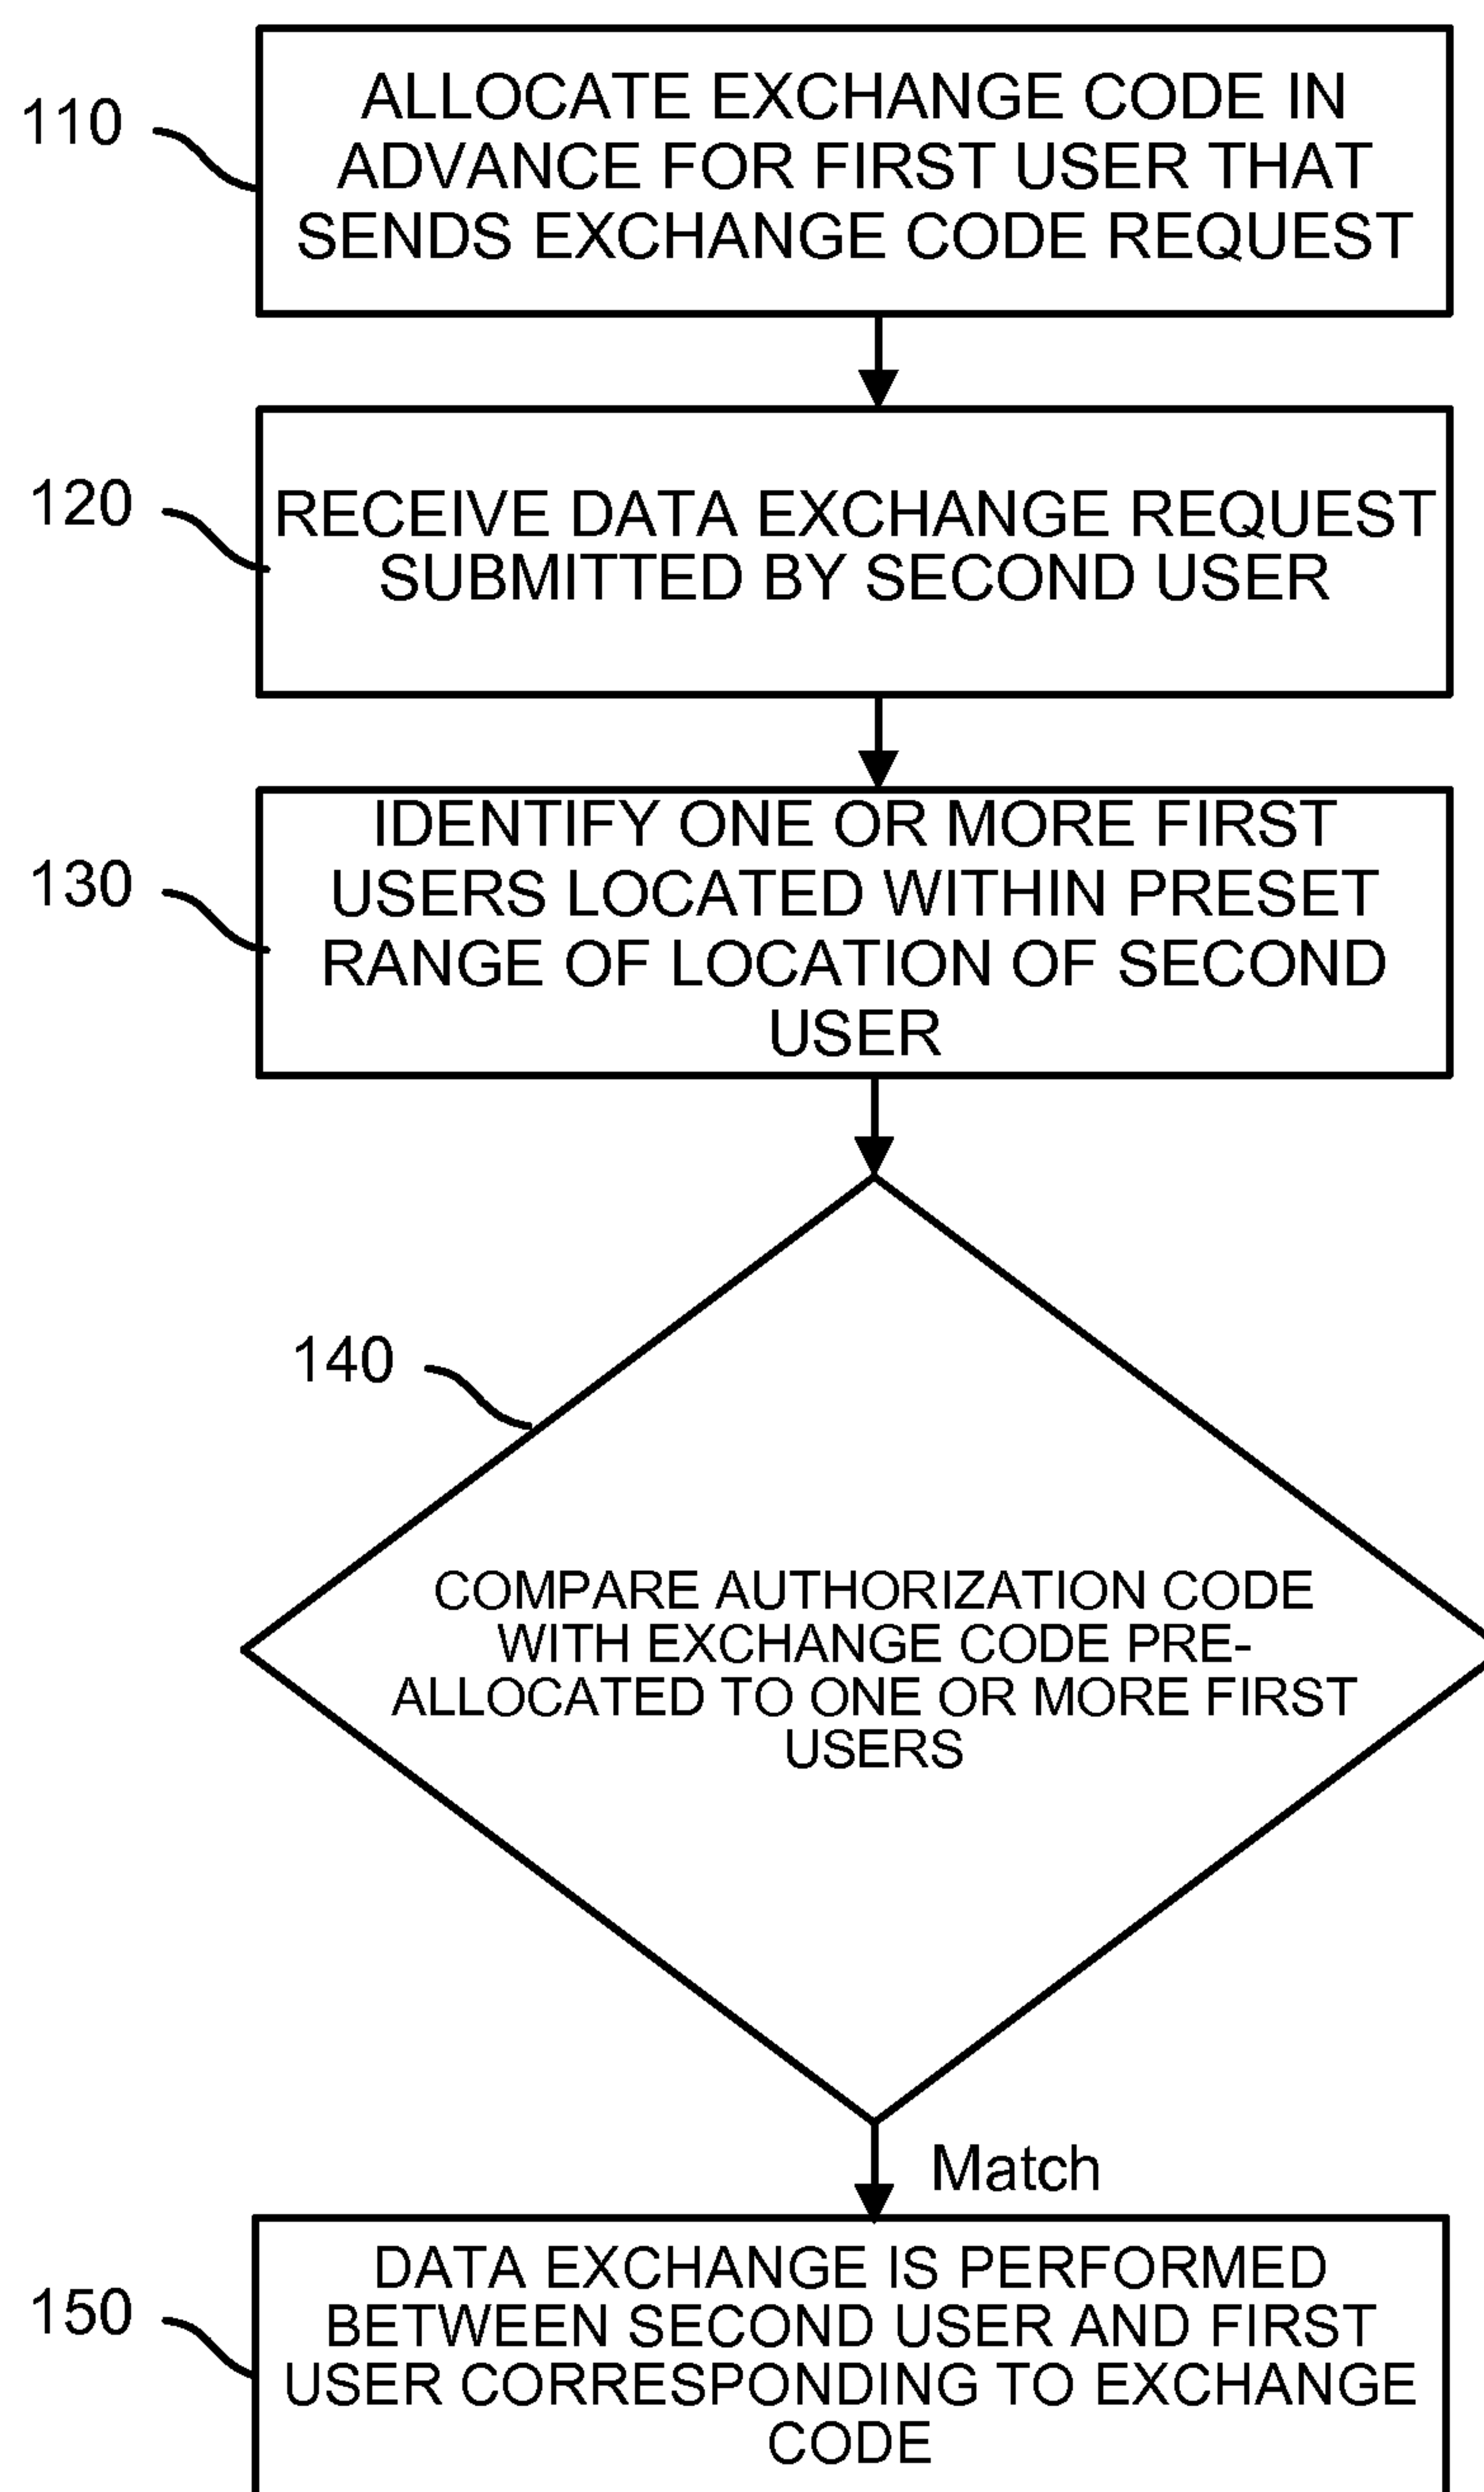 110
ALLOCATE EXCHANGE CODE IN
ADVANCE FOR FIRST USER THAT
SENDS EXCHANGE CODE REQUEST
120
RECEIVE DATA EXCHANGE REQUEST
SUBMITTED BY SECOND USER
130
IDENTIFY ONE OR MORE FIRST
USERS LOCATED WITHIN PRESET
RANGE OF LOCATION OF SECOND
USER
140
COMPARE AUTHORIZATION CODE
WITH EXCHANGE CODE PRE-
ALLOCATED TO ONE OR MORE FIRST
USERS
Match
150
DATA EXCHANGE IS PERFORMED
BETWEEN SECOND USER AND FIRST
USER CORRESPONDING TO EXCHANGE
CODE